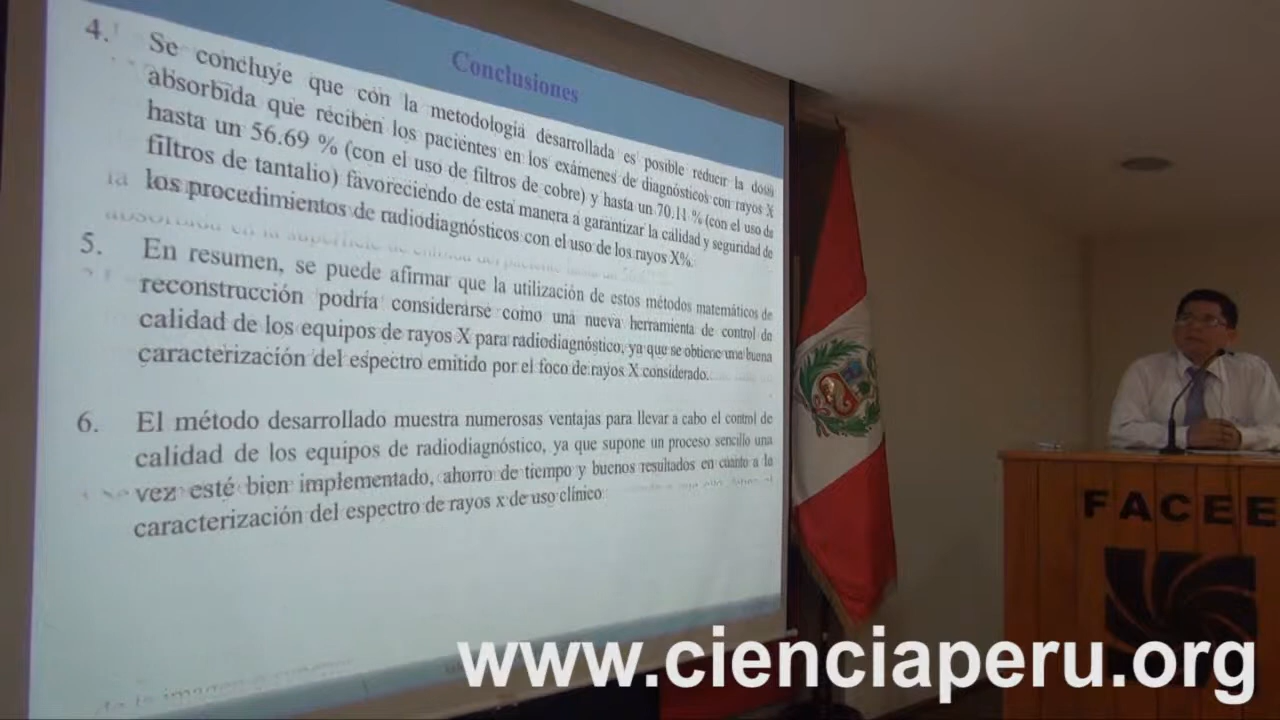 Conclusiones
4. Se concluye que con la metodologia desarrollada es posible reducir la dosis
absorbida que reciben los pacientes en los exámenes de diagnósticos con rayos X
hasta un 56.69 % (con el uso de filtros de cobre) y hasta un 70.11 % (con el uso de
filtros de tantalio) favoreciendo de esta manera a garantizar la calidad y seguridad de
los procedimientos de radiodiagnósticos con el uso de los rayos X%.
5. En resumen, se puede afirmar que la utilización de estos métodos matemáticos de
reconstrucción podría considerarse como una nueva herramienta de control de
calidad de los equipos de rayos X para radiodiagnóstico, ya que se obtiene una buena
caracterización del espectro emitido por el foco de rayos X considerado.
6. El método desarrollado muestra numerosas ventajas para llevar a cabo el control de
calidad de los equipos de radiodiagnóstico, ya que supone un proceso sencillo una
vez esté bien implementado, ahorro de tiempo y buenos resultados en cuanto a la
caracterización del espectro de rayos x de uso clínico
FACEE
www.cienciaperu.org